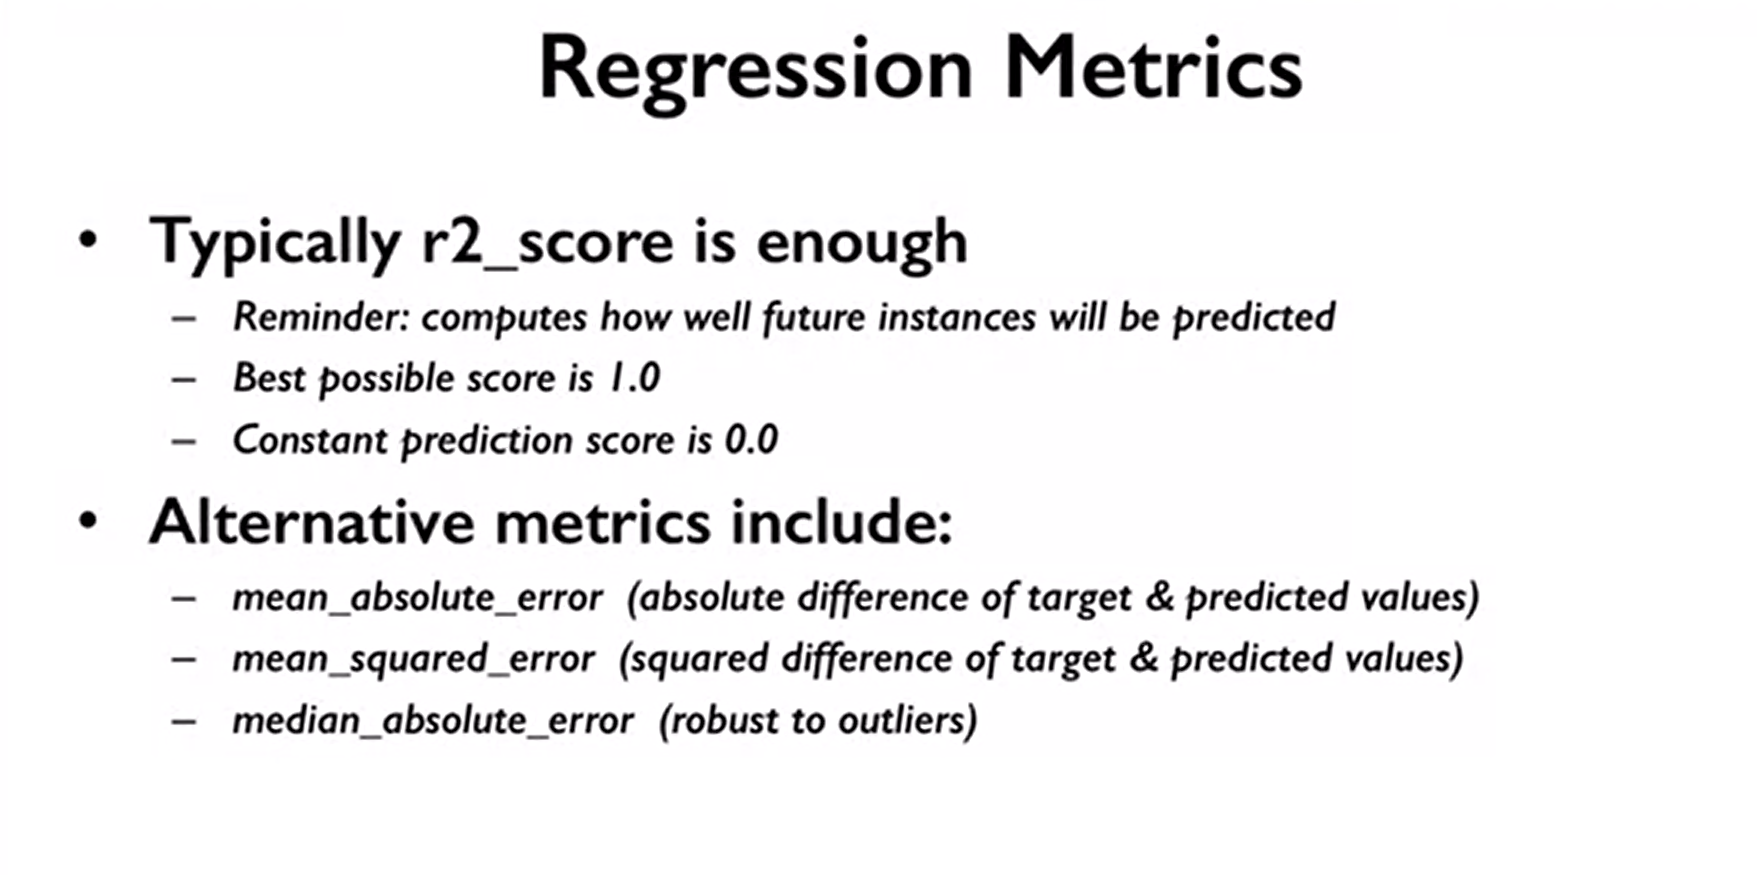 Regression Metrics
• Typically r2_score is enough
– Reminder: computes how well future instances will be predicted
– Best possible score is 1.0
– Constant prediction score is 0.0
• Alternative metrics include:
– mean_absolute_error (absolute difference of target & predicted values)
– mean_squared_error (squared difference of target & predicted values)
– median_absolute_error (robust to outliers)